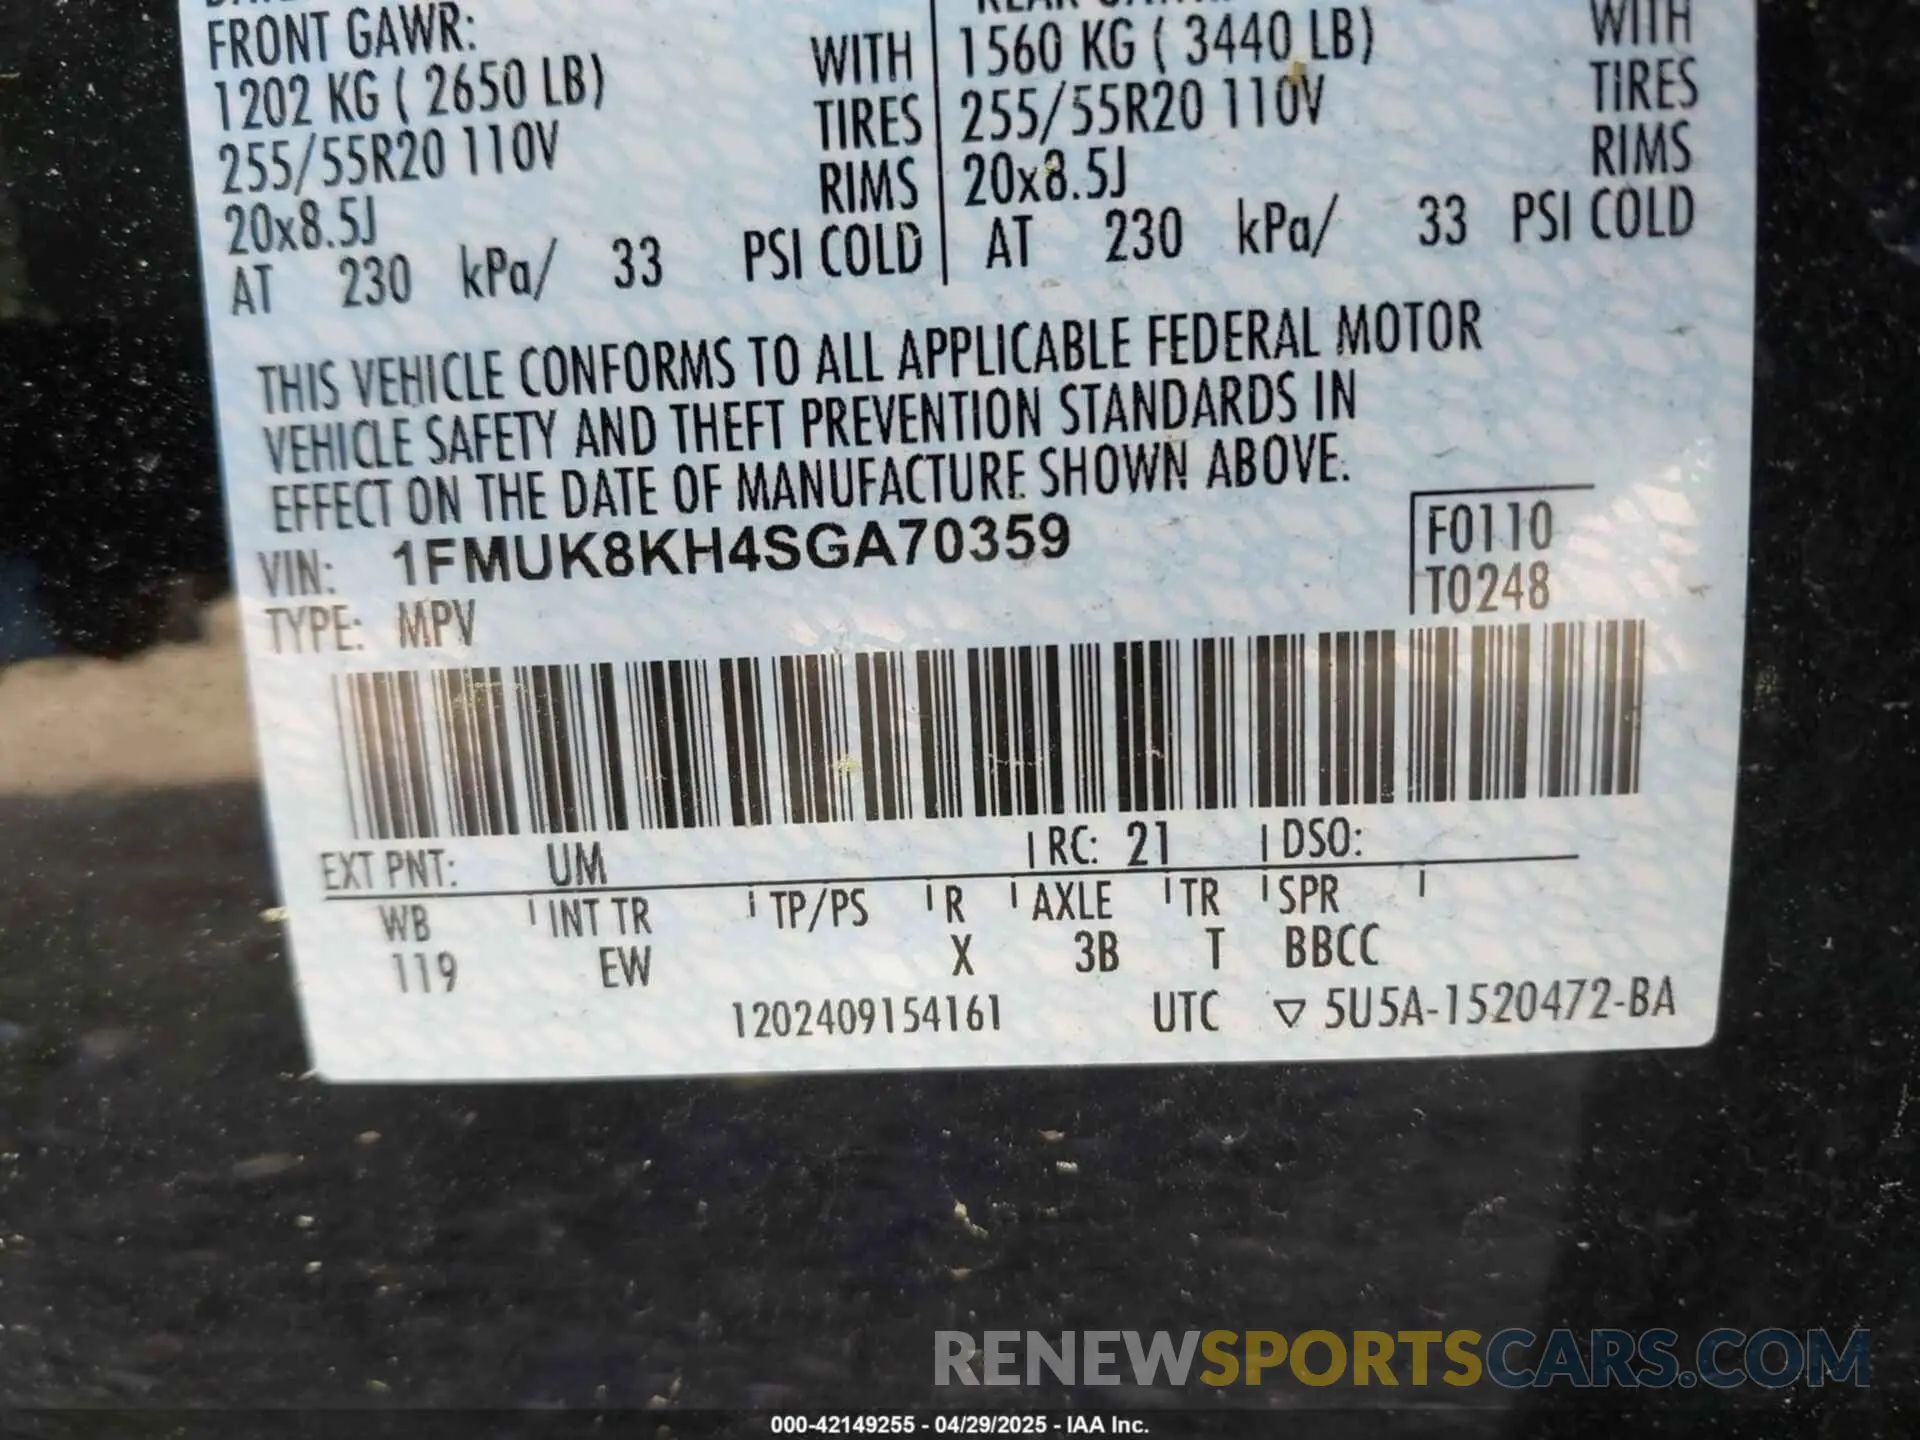 FRONT GAWR:
1202 KG ( 2650 LB) WITH
255/55R20 110V TIRES
20x8.5J RIMS
AT 230 kPa/ 33 PSI COLD
1560 KG ( 3440 LB) WITH
255/55R20 110V TIRES
20x8.5J RIMS
AT 230 kPa/ 33 PSI COLD
THIS VEHICLE CONFORMS TO ALL APPLICABLE FEDERAL MOTOR
VEHICLE SAFETY AND THEFT PREVENTION STANDARDS IN
EFFECT ON THE DATE OF MANUFACTURE SHOWN ABOVE.
VIN: 1FMUK8KH4SGA70359
TYPE: MPV
F0110
T0248
EXT PNT: UM RC: 21 DSO:
WB INT TR TP/PS R AXLE TR SPR
119 EW X 3B T BBCC
1202409154161 UTC ▽ 5U5A-1520472-BA
RENEWSPORTSCARS.COM
000-42149255 - 04/29/2025 - IAA Inc.